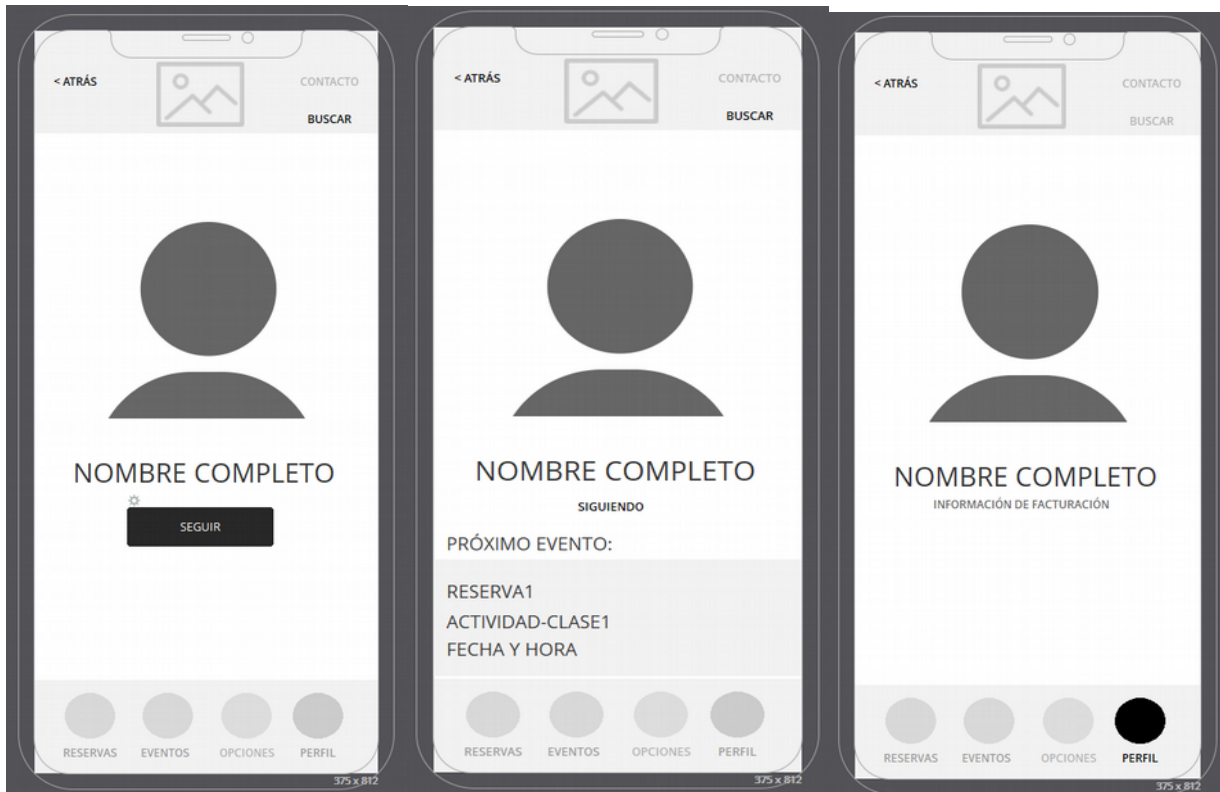 < ATRÁS
CONTACTO
BUSCAR
NOMBRE COMPLETO
SEGUIR
RESERVAS EVENTOS OPCIONES PERFIL
375 x 812
< ATRÁS
CONTACTO
BUSCAR
NOMBRE COMPLETO
SIGUIENDO
PRÓXIMO EVENTO:
RESERVA1
ACTIVIDAD-CLASE1
FECHA Y HORA
RESERVAS EVENTOS OPCIONES PERFIL
375 x 812
< ATRÁS
CONTACTO
BUSCAR
NOMBRE COMPLETO
INFORMACIÓN DE FACTURACIÓN
RESERVAS EVENTOS OPCIONES PERFIL
375 x 812